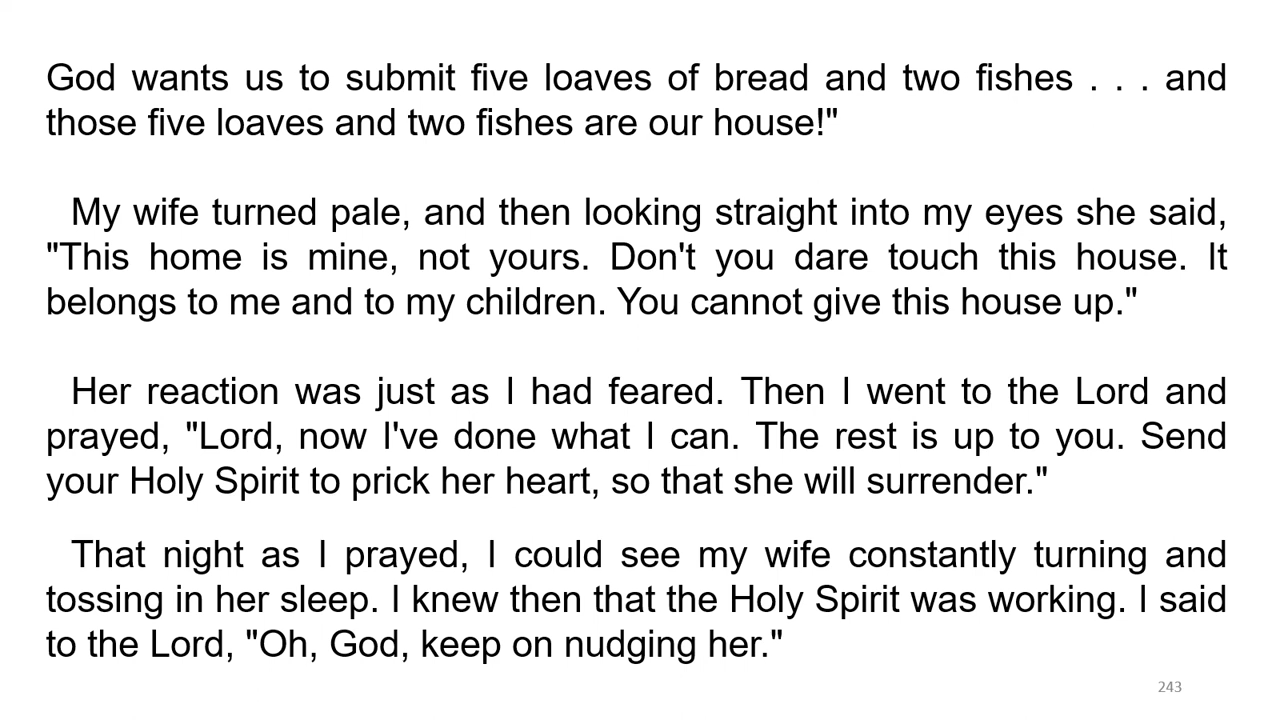 God wants us to submit five loaves of bread and two fishes . . . and
those five loaves and two fishes are our house!"
My wife turned pale, and then looking straight into my eyes she said,
"This home is mine, not yours. Don't you dare touch this house. It
belongs to me and to my children. You cannot give this house up."
Her reaction was just as I had feared. Then I went to the Lord and
prayed, "Lord, now I've done what I can. The rest is up to you. Send
your Holy Spirit to prick her heart, so that she will surrender."
That night as I prayed, I could see my wife constantly turning and
tossing in her sleep. I knew then that the Holy Spirit was working. I said
to the Lord, "Oh, God, keep on nudging her."
243